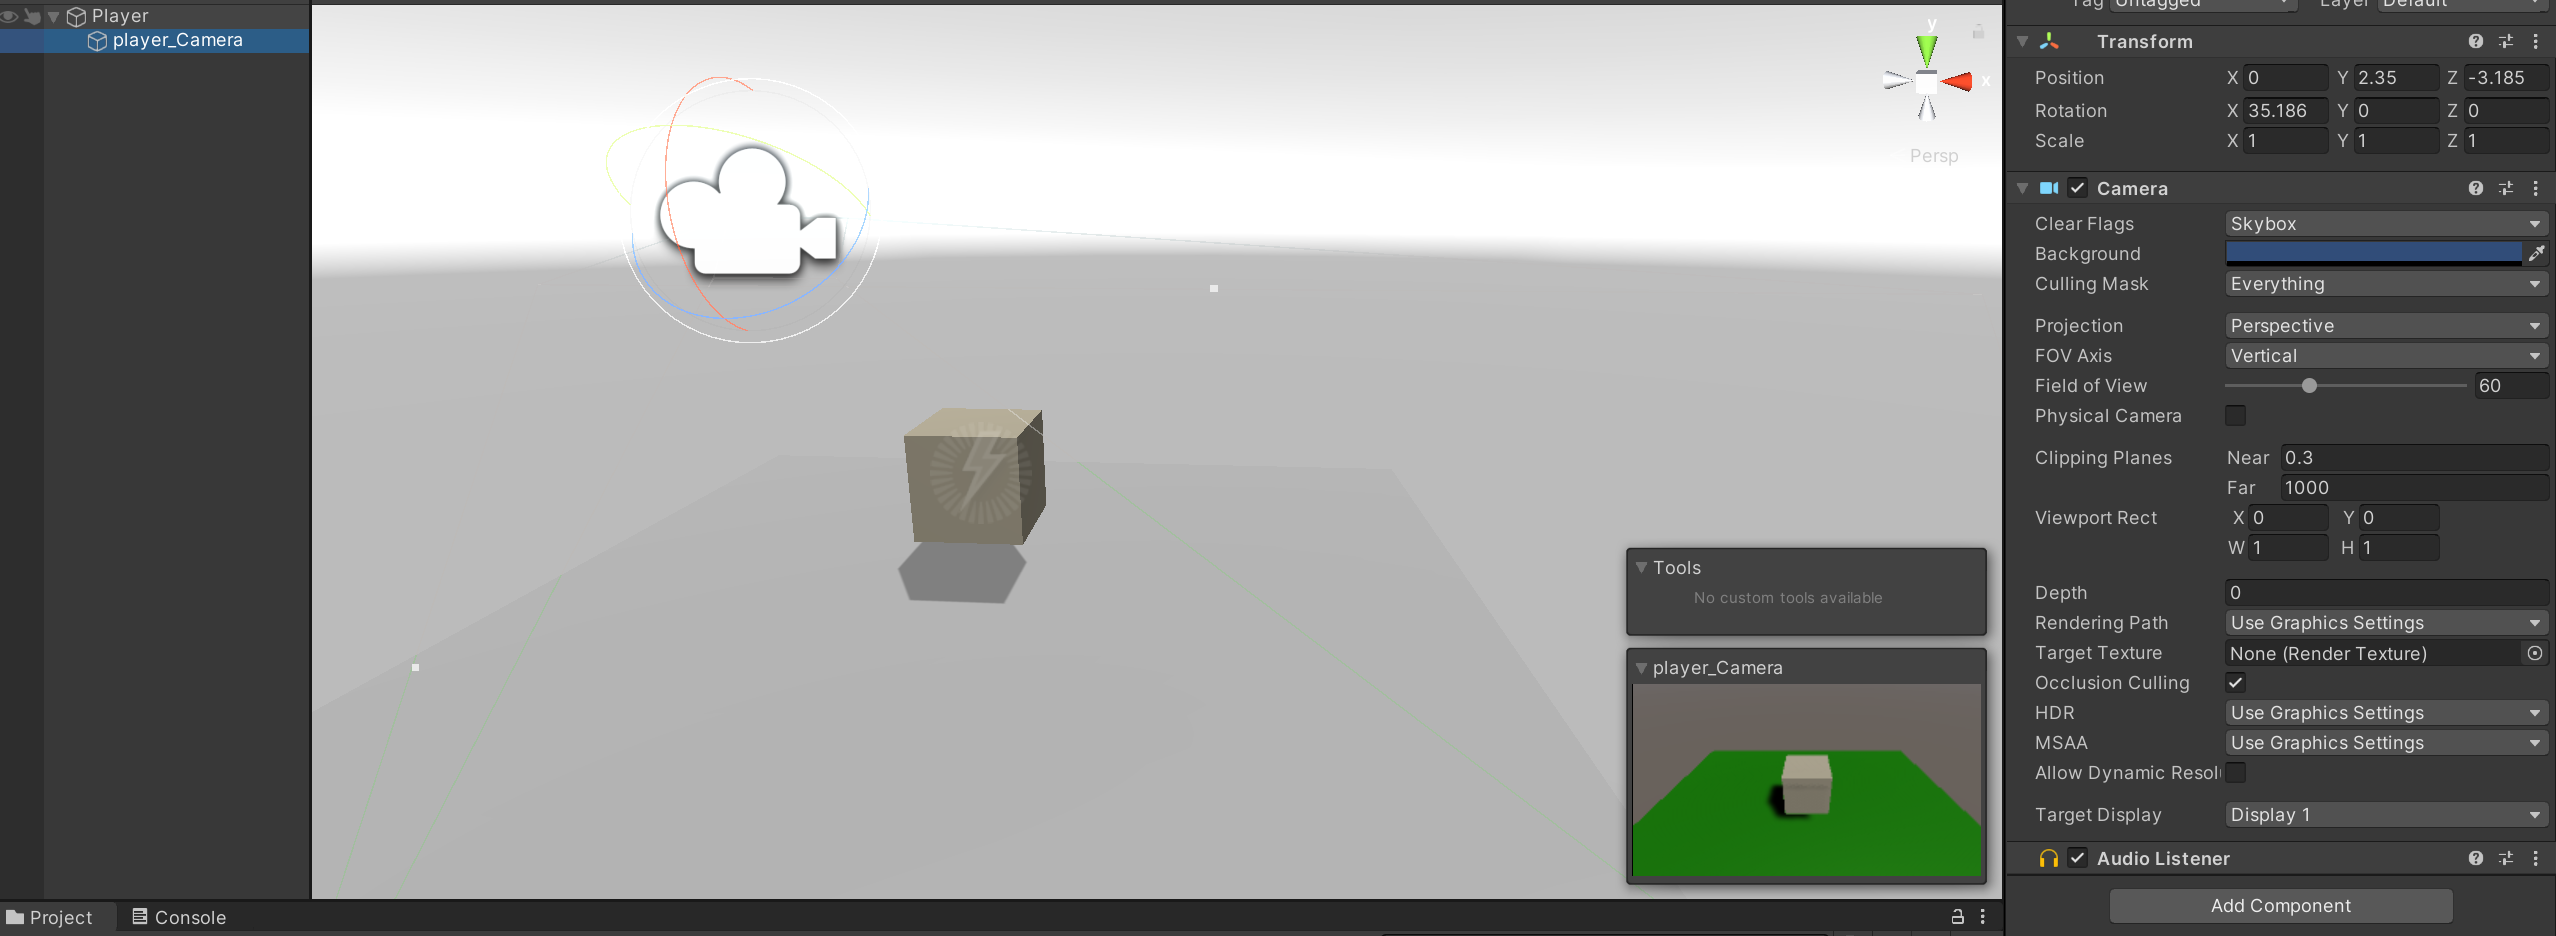 Player
player_Camera
y
x
Persp
Tools
No custom tools available
player_Camera
Project
Console
Tag Untagged Layer Default
Transform
Position X 0 Y 2.35 Z -3.185
Rotation X 35.186 Y 0 Z 0
Scale X 1 Y 1 Z 1
Camera
Clear Flags Skybox
Background
Culling Mask Everything
Projection Perspective
FOV Axis Vertical
Field of View 60
Physical Camera
Clipping Planes Near 0.3
Far 1000
Viewport Rect X 0 Y 0
W 1 H 1
Depth 0
Rendering Path Use Graphics Settings
Target Texture None (Render Texture)
Occlusion Culling
HDR Use Graphics Settings
MSAA Use Graphics Settings
Allow Dynamic Resol
Target Display Display 1
Audio Listener
Add Component